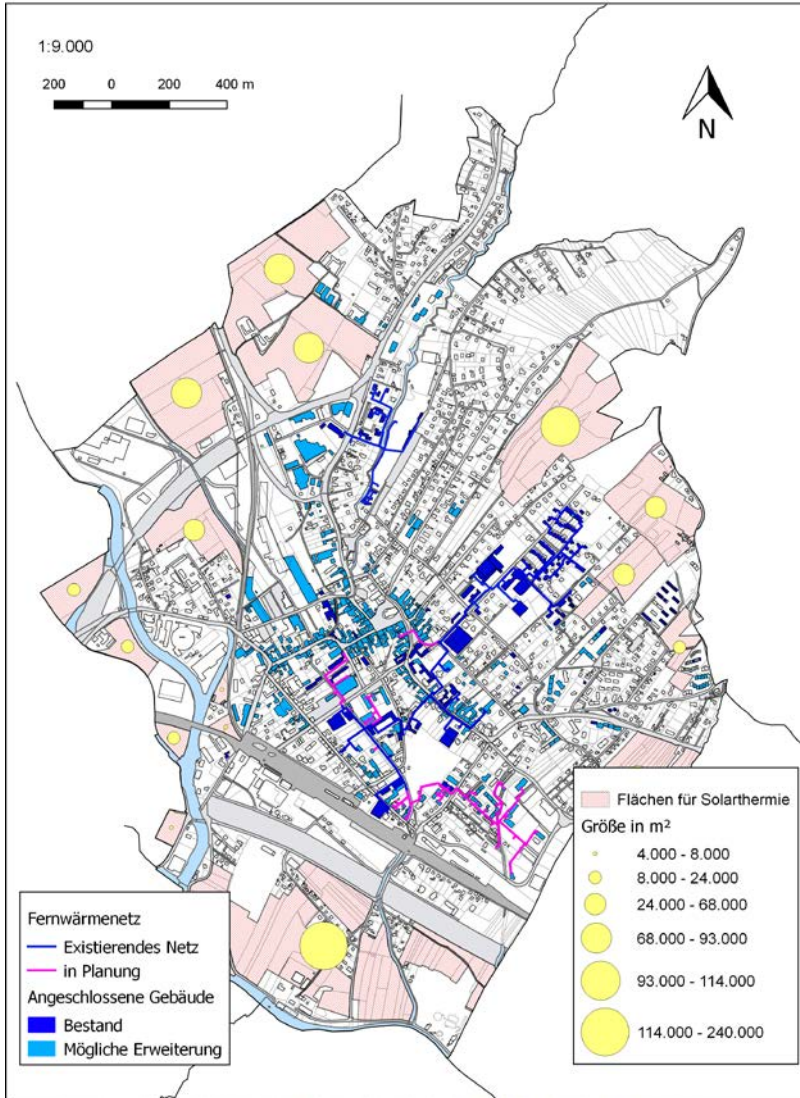 1:9.000
200 0 200 400 m
N
Fernwärmenetz
Existierendes Netz
in Planung
Angeschlossene Gebäude
Bestand
Mögliche Erweiterung
Flächen für Solarthermie
Größe in m²
4.000 - 8.000
8.000 - 24.000
24.000 - 68.000
68.000 - 93.000
93.000 - 114.000
114.000 - 240.000